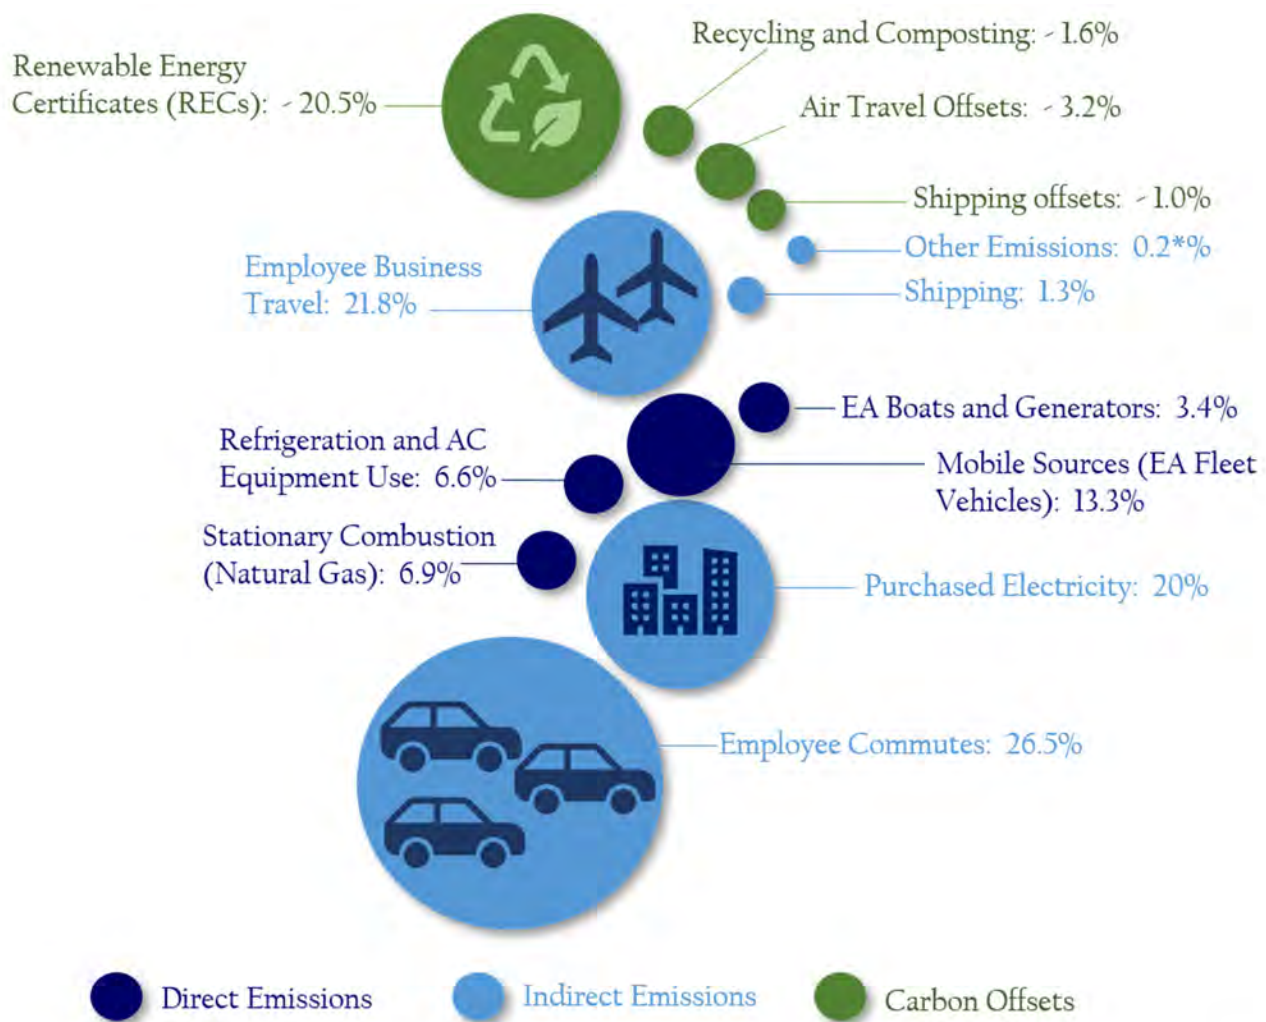 Recycling and Composting: - 1.6%
Renewable Energy
Certificates (RECs): - 20.5%
Air Travel Offsets: - 3.2%
Shipping offsets: - 1.0%
Other Emissions: 0.2*%
Employee Business
Travel: 21.8%
Shipping: 1.3%
EA Boats and Generators: 3.4%
Refrigeration and AC
Equipment Use: 6.6%
Mobile Sources (EA Fleet
Vehicles): 13.3%
Stationary Combustion
(Natural Gas): 6.9%
Purchased Electricity: 20%
Employee Commutes: 26.5%
Direct Emissions
Indirect Emissions
Carbon Offsets